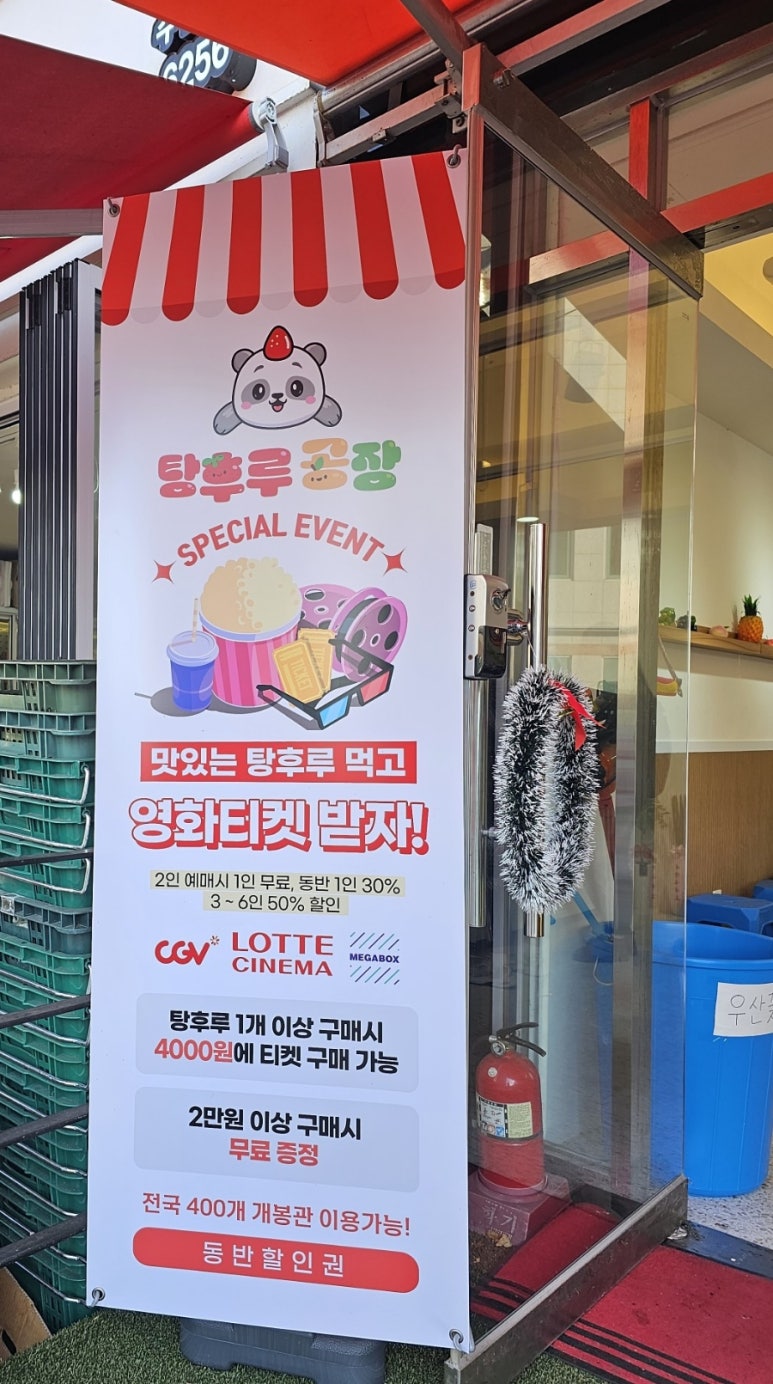 6256
탕후루 공장
SPECIAL EVENT
TICKET
맛있는 탕후루 먹고
영화티켓 받자!
2인 예매시 1인 무료, 동반 1인 30%
3 ~ 6인 50% 할인
CGV LOTTE CINEMA MEGABOX
탕후루 1개 이상 구매시
4000원에 티켓 구매 가능
2만원 이상 구매시
무료 증정
전국 400개 개봉관 이용가능!
동반할인권
우산